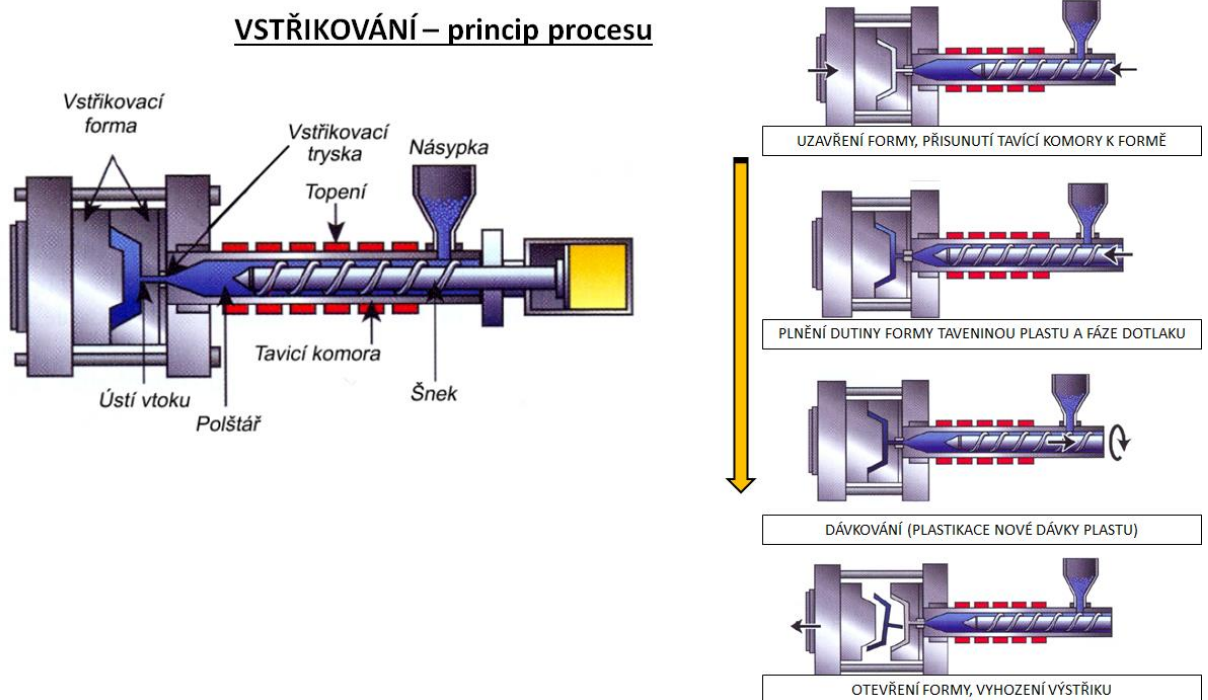 VSTŘIKOVÁNÍ – princip procesu
Vstřikovací
forma
Vstřikovací
tryska
Násypka
Topení
Tavicí komora
Šnek
Ústí vtoku
Polštář
UZAVŘENÍ FORMY, PŘISUNUTÍ TAVÍCÍ KOMORY K FORMĚ
PLNĚNÍ DUTINY FORMY TAVENINOU PLASTU A FÁZE DOTLAKU
DÁVKOVÁNÍ (PLASTIKACE NOVÉ DÁVKY PLASTU)
OTEVŘENÍ FORMY, VYHOZENÍ VÝSTŘIKU